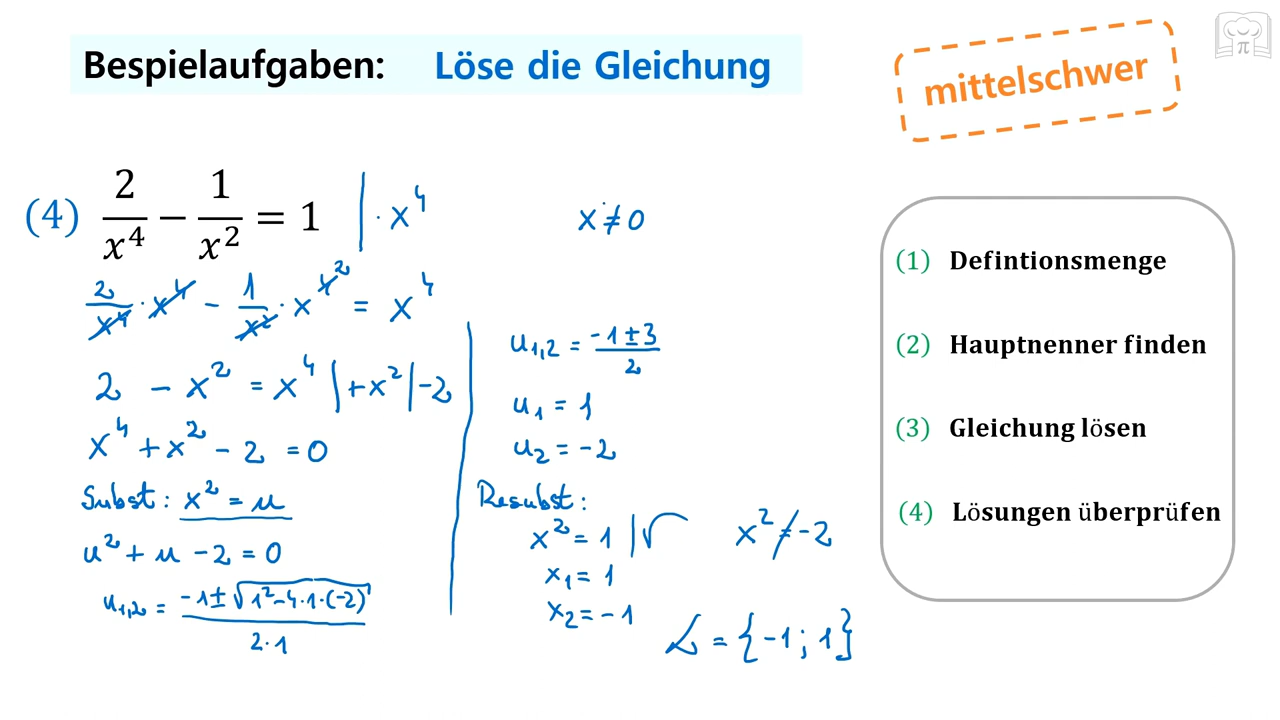 Bespielaufgaben: Löse die Gleichung
mittelschwer
(4) 2/x⁴ − 1/x² = 1 | · x⁴
x ≠ 0
2/x⁴ · x⁴ − 1/x² · x⁴ ² = x⁴
2 − x² = x⁴ | +x² | −2
x⁴ + x² − 2 = 0
Subst: x² = u
u² + u − 2 = 0
u₁,₂ = (−1 ± √(1² − 4·1·(−2))) / (2·1)
u₁,₂ = (−1 ± 3) / 2
u₁ = 1
u₂ = −2
Resubst:
x² = 1 | √
x² ≠ −2
x₁ = 1
x₂ = −1
L = {−1; 1}
(1) Defintionsmenge
(2) Hauptnenner finden
(3) Gleichung lösen
(4) Lösungen überprüfen
π